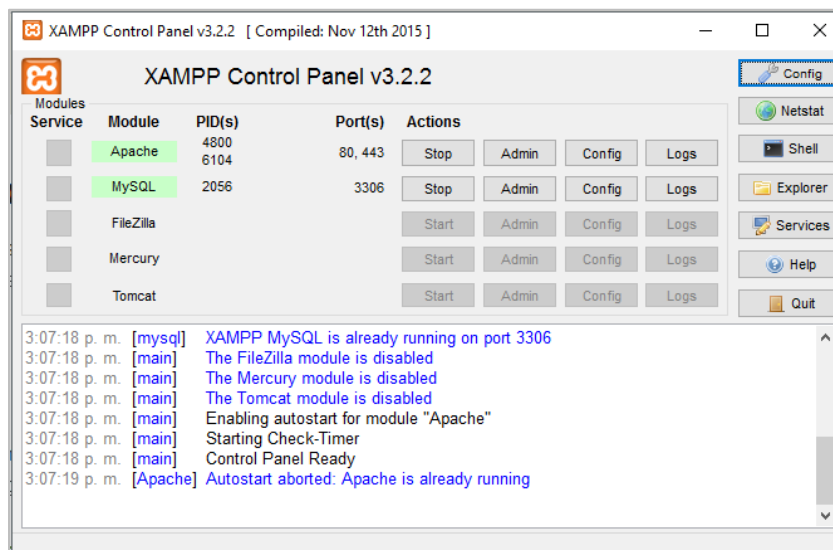 XAMPP Control Panel v3.2.2 [ Compiled: Nov 12th 2015 ]
XAMPP Control Panel v3.2.2
Config
Modules
Service Module PID(s) Port(s) Actions
Netstat
Apache 4800 6104 80, 443 Stop Admin Config Logs
Shell
MySQL 2056 3306 Stop Admin Config Logs
Explorer
FileZilla Start Admin Config Logs
Services
Mercury Start Admin Config Logs
Help
Tomcat Start Admin Config Logs
Quit
3:07:18 p. m. [mysql] XAMPP MySQL is already running on port 3306
3:07:18 p. m. [main] The FileZilla module is disabled
3:07:18 p. m. [main] The Mercury module is disabled
3:07:18 p. m. [main] The Tomcat module is disabled
3:07:18 p. m. [main] Enabling autostart for module "Apache"
3:07:18 p. m. [main] Starting Check-Timer
3:07:18 p. m. [main] Control Panel Ready
3:07:19 p. m. [Apache] Autostart aborted: Apache is already running